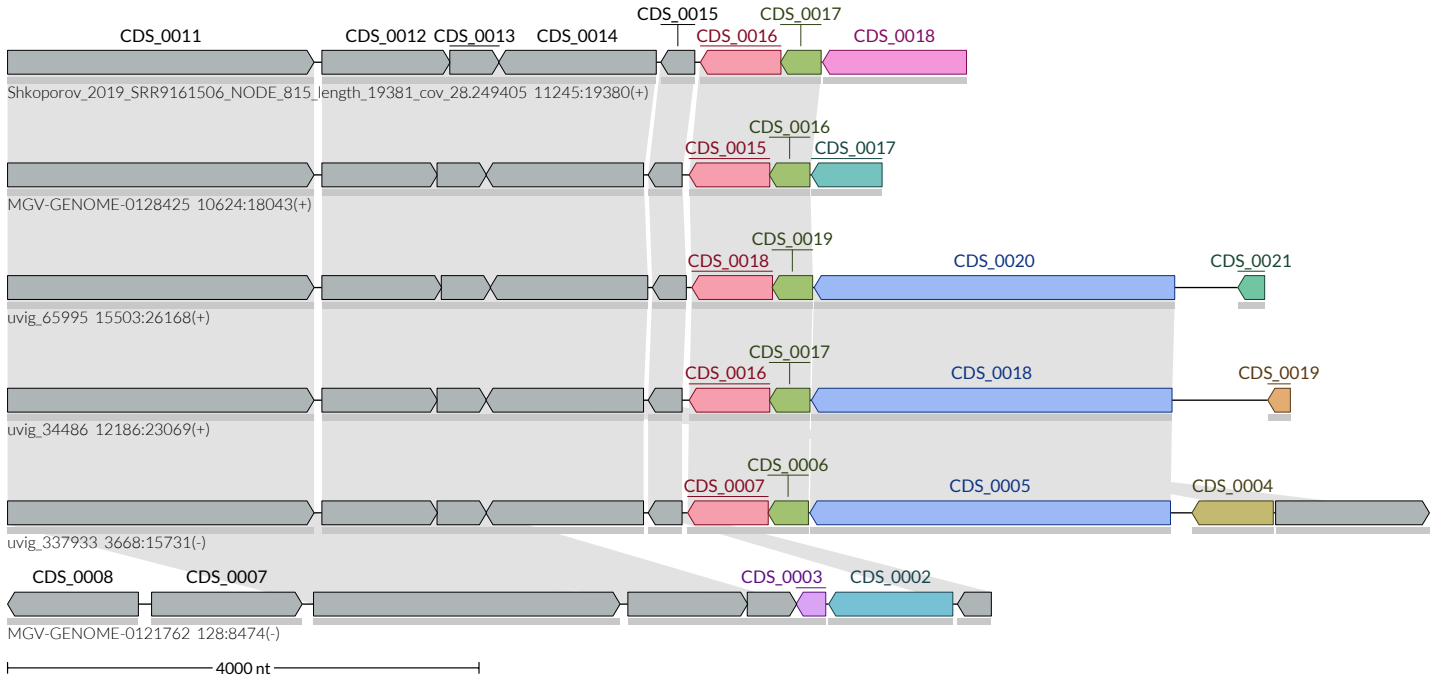 CDS_0015 CDS_0017
CDS_0011 CDS_0012 CDS_0013 CDS_0014 CDS_0016 CDS_0018
Shkoporov_2019_SRR9161506_NODE_815_length_19381_cov_28.249405 11245:19380(+)
CDS_0016
CDS_0015 CDS_0017
MGV-GENOME-0128425 10624:18043(+)
CDS_0019
CDS_0018 CDS_0020 CDS_0021
uvig_65995 15503:26168(+)
CDS_0017
CDS_0016 CDS_0018 CDS_0019
uvig_34486 12186:23069(+)
CDS_0006
CDS_0007 CDS_0005 CDS_0004
uvig_337933 3668:15731(-)
CDS_0008 CDS_0007 CDS_0003 CDS_0002
MGV-GENOME-0121762 128:8474(-)
4000 nt